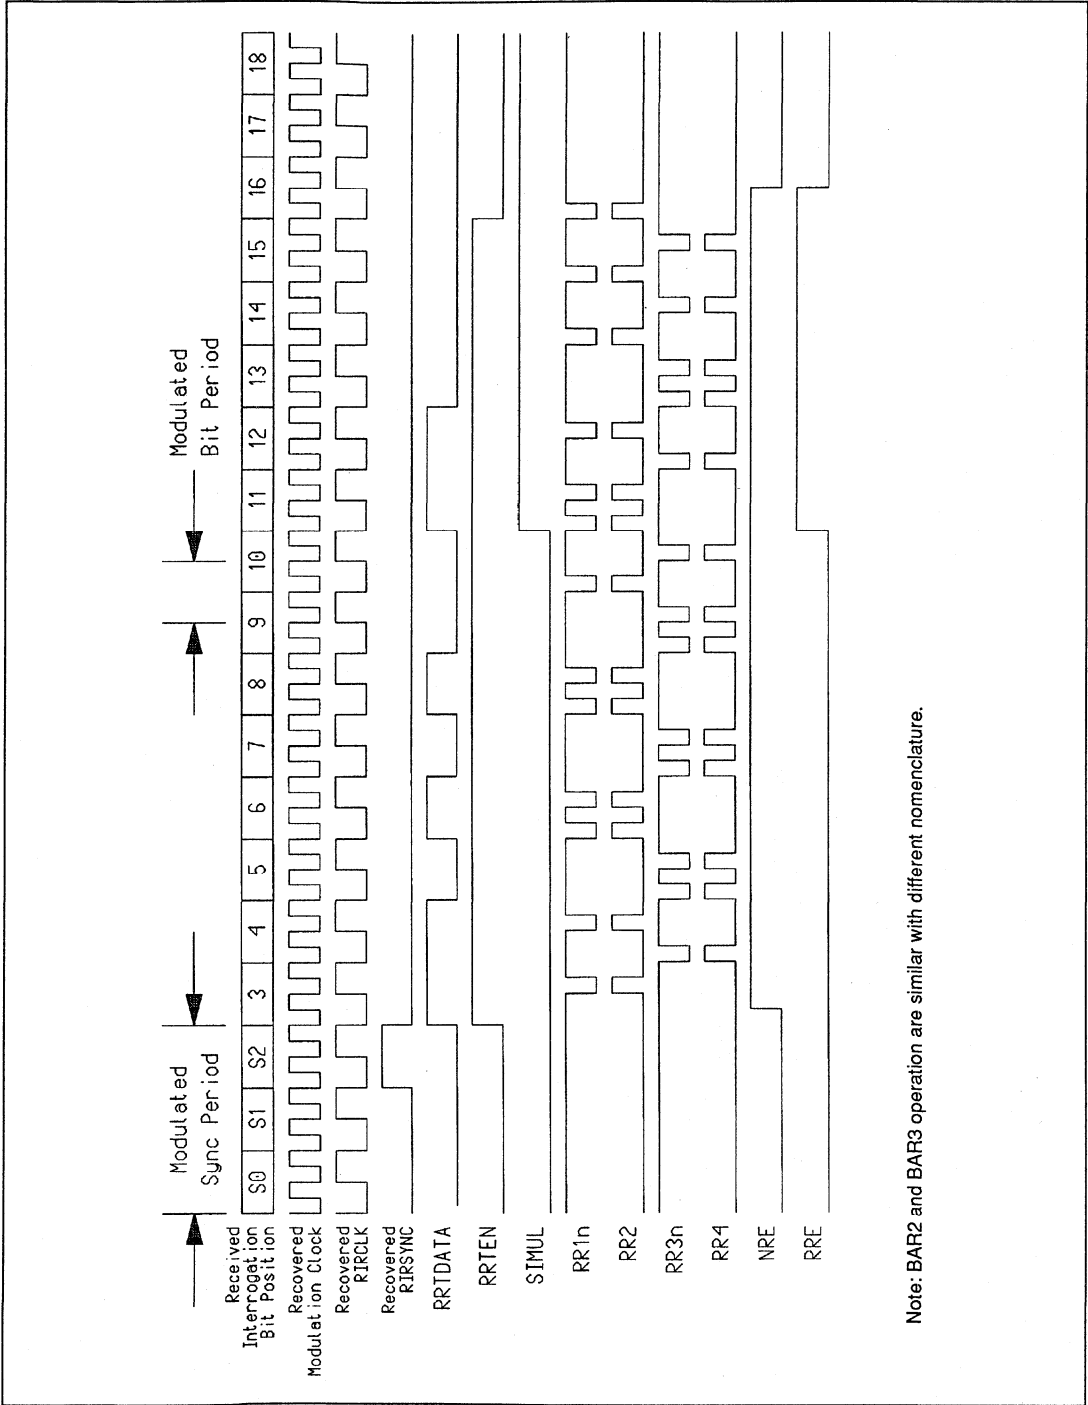 Modulated
Sync Period
Modulated
Bit Period
Received
Interrogation
Bit Position
S0 S1 S2 3 4 5 6 7 8 9 10 11 12 13 14 15 16 17 18
Recovered
Modulation Clock
Recovered
RIRCLK
Recovered
RIRSYNC
RRTDATA
RRTEN
SIMUL
RR1n
RR2
RR3n
RR4
NRE
RRE
Note: BAR2 and BAR3 operation are similar with different nomenclature.